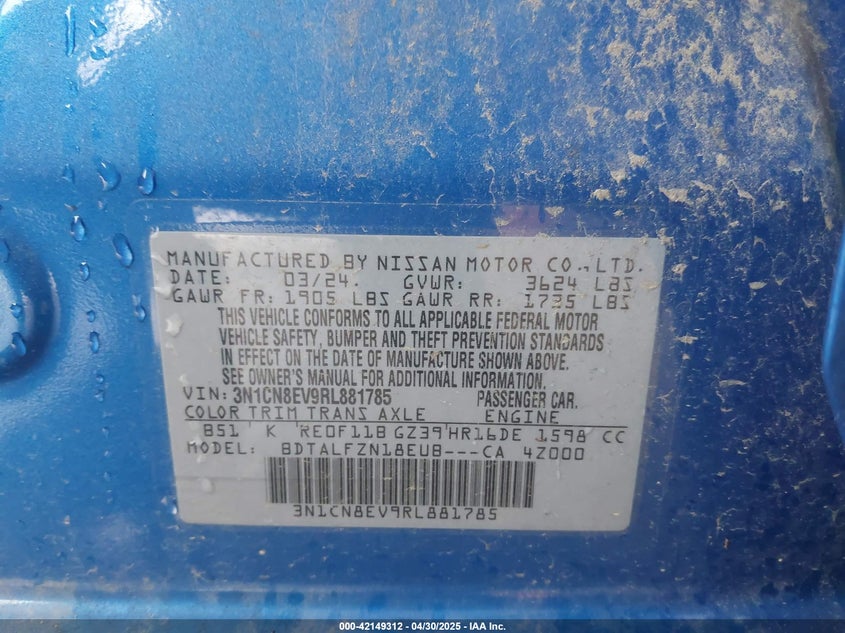 MANUFACTURED BY NISSAN MOTOR CO.,LTD.
DATE: 03/24. GVWR: 3624 LBS
GAWR FR: 1905 LBS GAWR RR: 1725 LBS
THIS VEHICLE CONFORMS TO ALL APPLICABLE FEDERAL MOTOR
VEHICLE SAFETY, BUMPER AND THEFT PREVENTION STANDARDS
IN EFFECT ON THE DATE OF MANUFACTURE SHOWN ABOVE.
SEE OWNER'S MANUAL FOR ADDITIONAL INFORMATION.
VIN: 3N1CN8EV9RL881785 PASSENGER CAR.
COLOR TRIM TRANS AXLE ENGINE
B51 K RE0F11B GZ39 HR16DE 1598 CC
MODEL: BDTALFZN18EUB---CA 4Z000
3N1CN8EV9RL881785
000-42149312 - 04/30/2025 - IAA Inc.